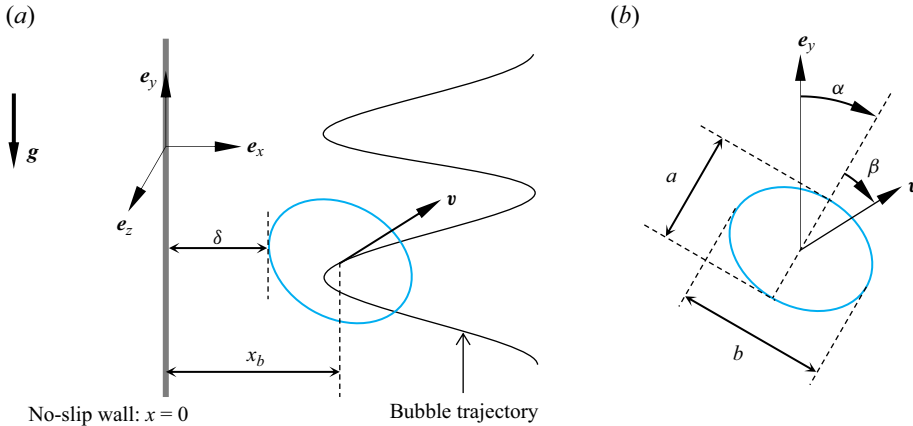 (a)
(b)
g
e_y
e_x
e_z
δ
v
x_b
No-slip wall: x = 0
Bubble trajectory
e_y
α
β
v
a
b